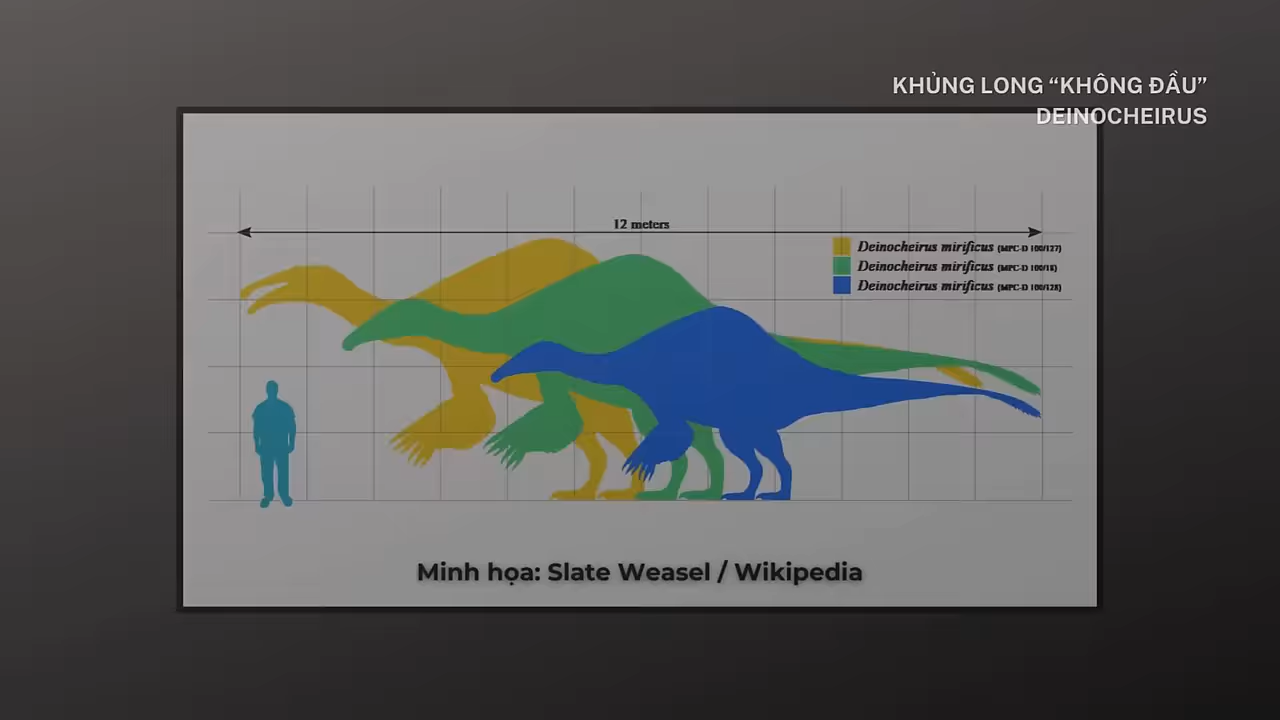 KHỦNG LONG “KHÔNG ĐẦU”
DEINOCHEIRUS
12 meters
Deinocheirus mirificus (MPC-D 100/127)
Deinocheirus mirificus (MPC-D 100/18)
Deinocheirus mirificus (MPC-D 100/128)
Minh họa: Slate Weasel / Wikipedia